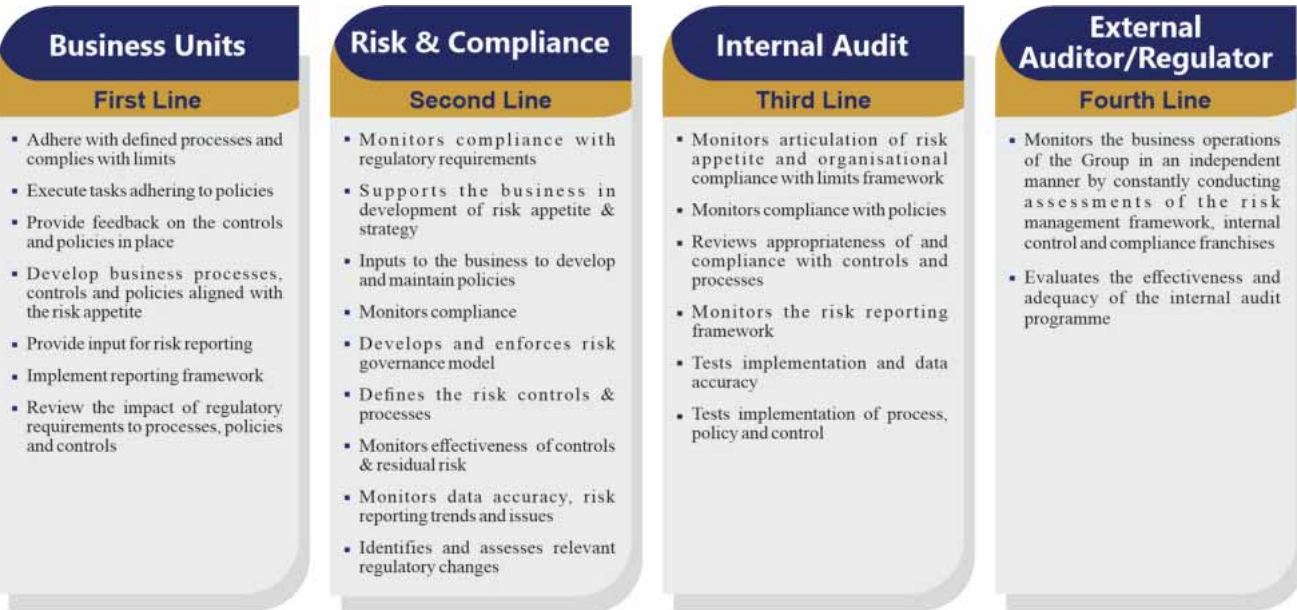 Business Units
First Line
Adhere with defined processes and
complies with limits
Execute tasks adhering to policies
Provide feedback on the controls
and policies in place
Develop business processes,
controls and policies aligned with
the risk appetite
Provide input for risk reporting
Implement reporting framework
Review the impact of regulatory
requirements to processes, policies
and controls
Risk & Compliance
Second Line
Monitors compliance with
regulatory requirements
Supports the business in
development of risk appetite &
strategy
Inputs to the business to develop
and maintain policies
Monitors compliance
Develops and enforces risk
governance model
Defines the risk controls &
processes
Monitors effectiveness of controls
& residual risk
Monitors data accuracy, risk
reporting trends and issues
Identifies and assesses relevant
regulatory changes
Internal Audit
Third Line
Monitors articulation of risk
appetite and organisational
compliance with limits framework
Monitors compliance with policies
Reviews appropriateness of and
compliance with controls and
processes
Monitors the risk reporting
framework
Tests implementation and data
accuracy
Tests implementation of process,
policy and control
External
Auditor/Regulator
Fourth Line
Monitors the business operations
of the Group in an independent
manner by constantly conducting
assessments of the risk
management framework, internal
control and compliance franchises
Evaluates the effectiveness and
adequacy of the internal audit
programme